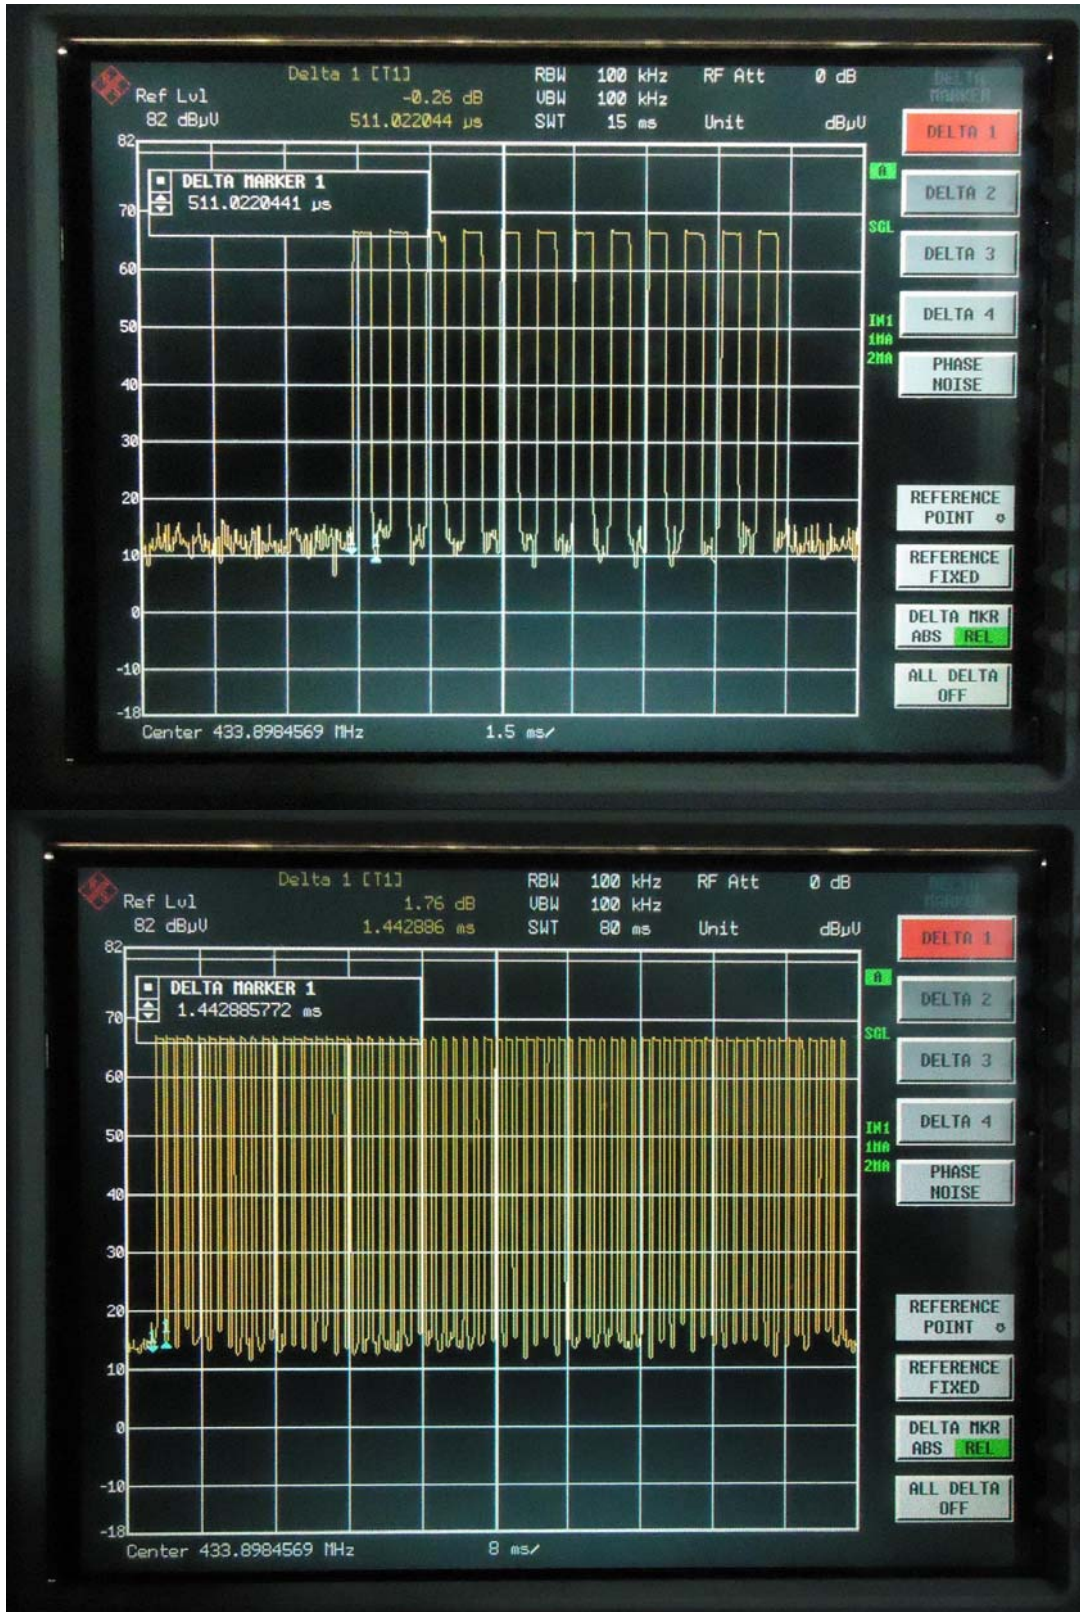 Delta 1 [T1] RBW 100 kHz RF Att 0 dB
Ref Lvl -0.26 dB VBW 100 kHz
82 dBµV 511.022044 µs SWT 15 ms Unit dBµV
DELTA MARKER
82
DELTA MARKER 1
511.0220441 µs
70
60
50
40
30
20
10
0
-10
-18
A
SGL
IN1
1MA
2MA
DELTA 1
DELTA 2
DELTA 3
DELTA 4
PHASE
NOISE
REFERENCE
POINT
REFERENCE
FIXED
DELTA MKR
ABS REL
ALL DELTA
OFF
1
Center 433.8984569 MHz 1.5 ms/
Delta 1 [T1] RBW 100 kHz RF Att 0 dB
Ref Lvl 1.76 dB VBW 100 kHz
82 dBµV 1.442886 ms SWT 80 ms Unit dBµV
82
DELTA MARKER 1
1.442885772 ms
70
60
50
40
30
20
10
0
-10
-18
A
SGL
IN1
1MA
2MA
DELTA 1
DELTA 2
DELTA 3
DELTA 4
PHASE
NOISE
REFERENCE
POINT
REFERENCE
FIXED
DELTA MKR
ABS REL
ALL DELTA
OFF
1
Center 433.8984569 MHz 8 ms/